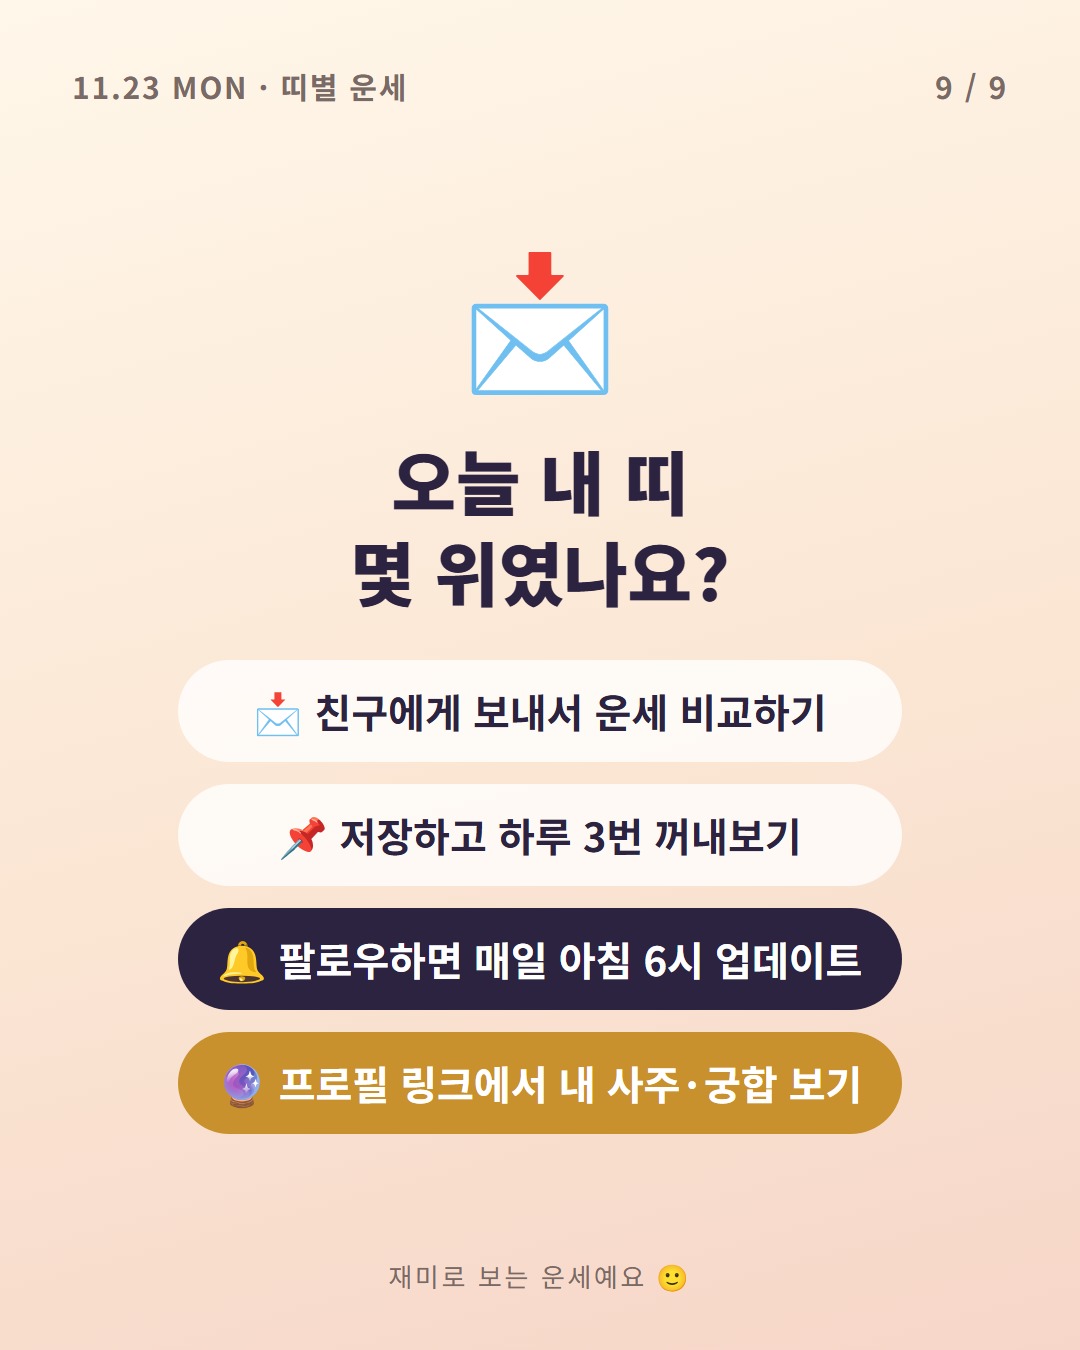 11.23 MON · 띠별 운세
9 / 9
오늘 내 띠
몇 위였나요?
📩 친구에게 보내서 운세 비교하기
📌 저장하고 하루 3번 꺼내보기
🔔 팔로우하면 매일 아침 6시 업데이트
🔮 프로필 링크에서 내 사주·궁합 보기
재미로 보는 운세예요 🙂